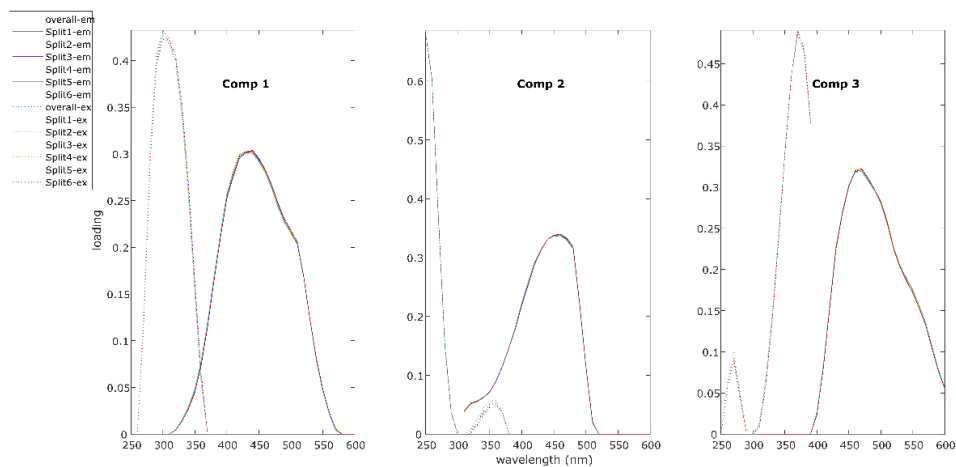 overall-em
Split1-em
Split2-em
Split3-em
Split4-em
Split5-em
Split6-em
overall-ex
Split1-ex
Split2-ex
Split3-ex
Split4-ex
Split5-ex
Split6-ex
loading
Comp 1
0.4
0.35
0.3
0.25
0.2
0.15
0.1
0.05
0
250 300 350 400 450 500 550 600
Comp 2
0.6
0.5
0.4
0.3
0.2
0.1
0
250 300 350 400 450 500 550 600
wavelength (nm)
Comp 3
0.45
0.4
0.35
0.3
0.25
0.2
0.15
0.1
0.05
0
250 300 350 400 450 500 550 600